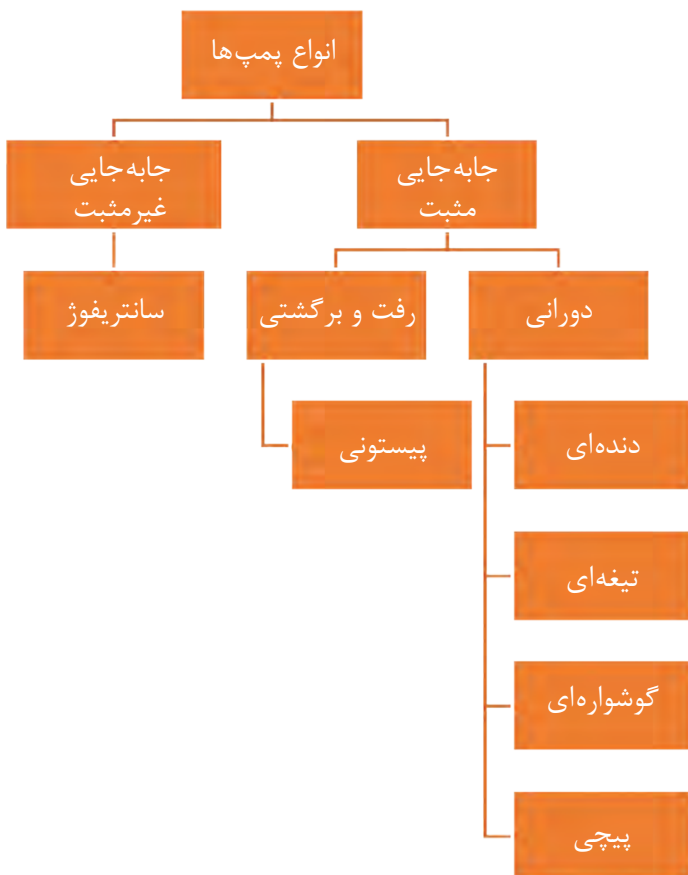 انواع پمپ‌ها
جابه‌جایی
مثبت
جابه‌جایی
غیرمثبت
دورانی
رفت و برگشتی
سانتریفوژ
پیستونی
دنده‌ای
تیغه‌ای
گوشواره‌ای
پیچی